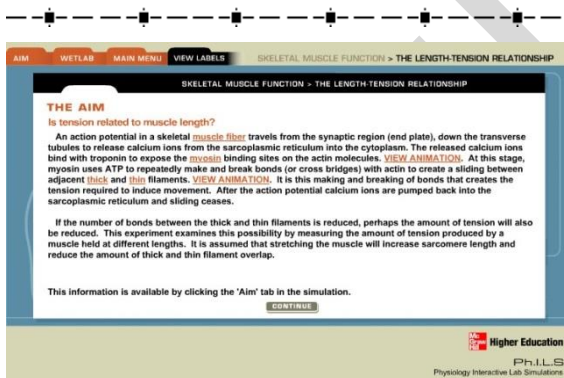 AIM WETLAB MAIN MENU VIEW LABELS SKELETAL MUSCLE FUNCTION > THE LENGTH-TENSION RELATIONSHIP
SKELETAL MUSCLE FUNCTION > THE LENGTH-TENSION RELATIONSHIP
THE AIM
Is tension related to muscle length?
An action potential in a skeletal muscle fiber travels from the synaptic region (end plate), down the transverse
tubules to release calcium ions from the sarcoplasmic reticulum into the cytoplasm. The released calcium ions
bind with troponin to expose the myosin binding sites on the actin molecules. VIEW ANIMATION. At this stage,
myosin uses ATP to repeatedly make and break bonds (or cross bridges) with actin to create a sliding between
adjacent thick and thin filaments. VIEW ANIMATION. It is this making and breaking of bonds that creates the
tension required to induce movement. After the action potential calcium ions are pumped back into the
sarcoplasmic reticulum and sliding ceases.
If the number of bonds between the thick and thin filaments is reduced, perhaps the amount of tension will also
be reduced. This experiment examines this possibility by measuring the amount of tension produced by a
muscle held at different lengths. It is assumed that stretching the muscle will increase sarcomere length and
reduce the amount of thick and thin filament overlap.
This information is available by clicking the 'Aim' tab in the simulation.
CONTINUE
Mc
Graw
Hill
Higher Education
Ph.I.L.S
Physiology Interactive Lab Simulations